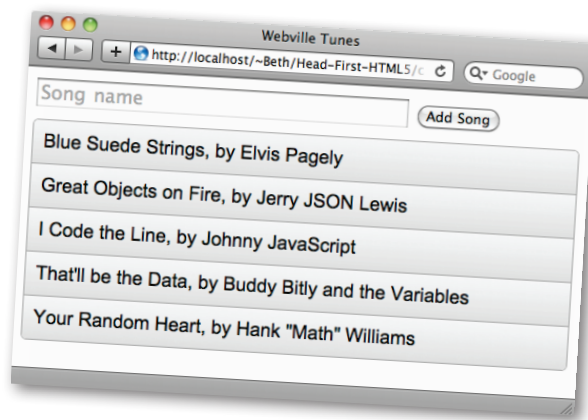 Webville Tunes
http://localhost/~Beth/Head-First-HTML5/c
Google
Song name
Add Song
Blue Suede Strings, by Elvis Pagely
Great Objects on Fire, by Jerry JSON Lewis
I Code the Line, by Johnny JavaScript
That'll be the Data, by Buddy Bitly and the Variables
Your Random Heart, by Hank "Math" Williams